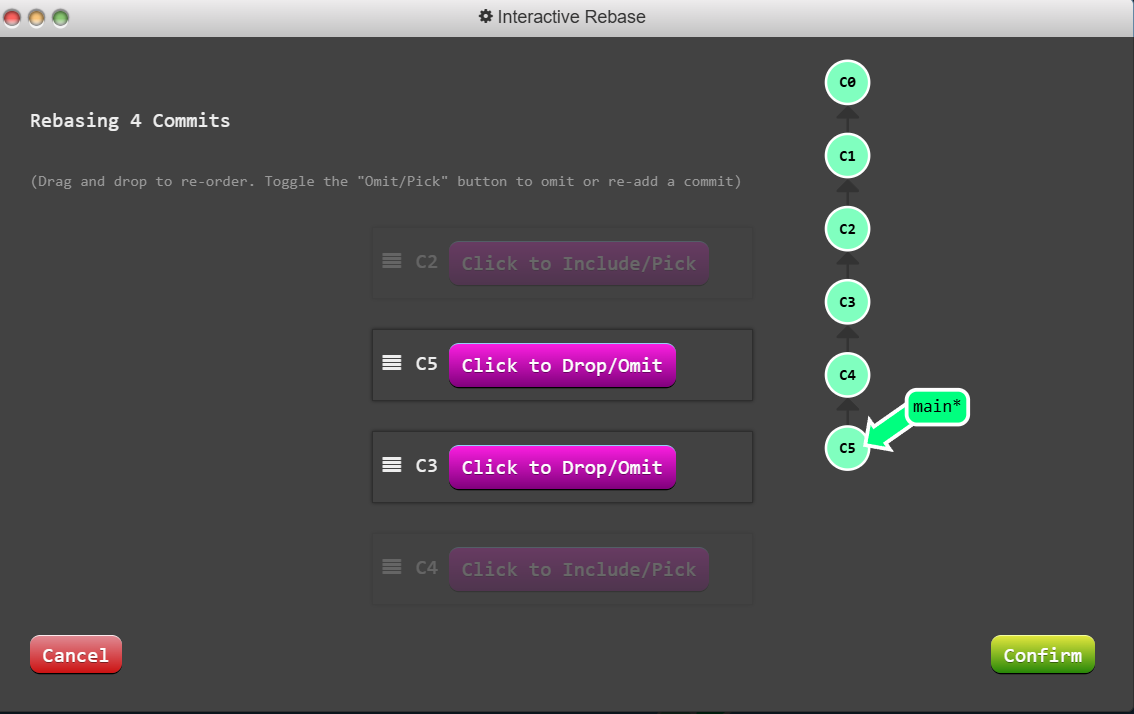 Interactive Rebase
Rebasing 4 Commits
(Drag and drop to re-order. Toggle the "Omit/Pick" button to omit or re-add a commit)
C2 Click to Include/Pick
C5 Click to Drop/Omit
C3 Click to Drop/Omit
C4 Click to Include/Pick
Cancel
Confirm
C0
C1
C2
C3
C4
main*
C5